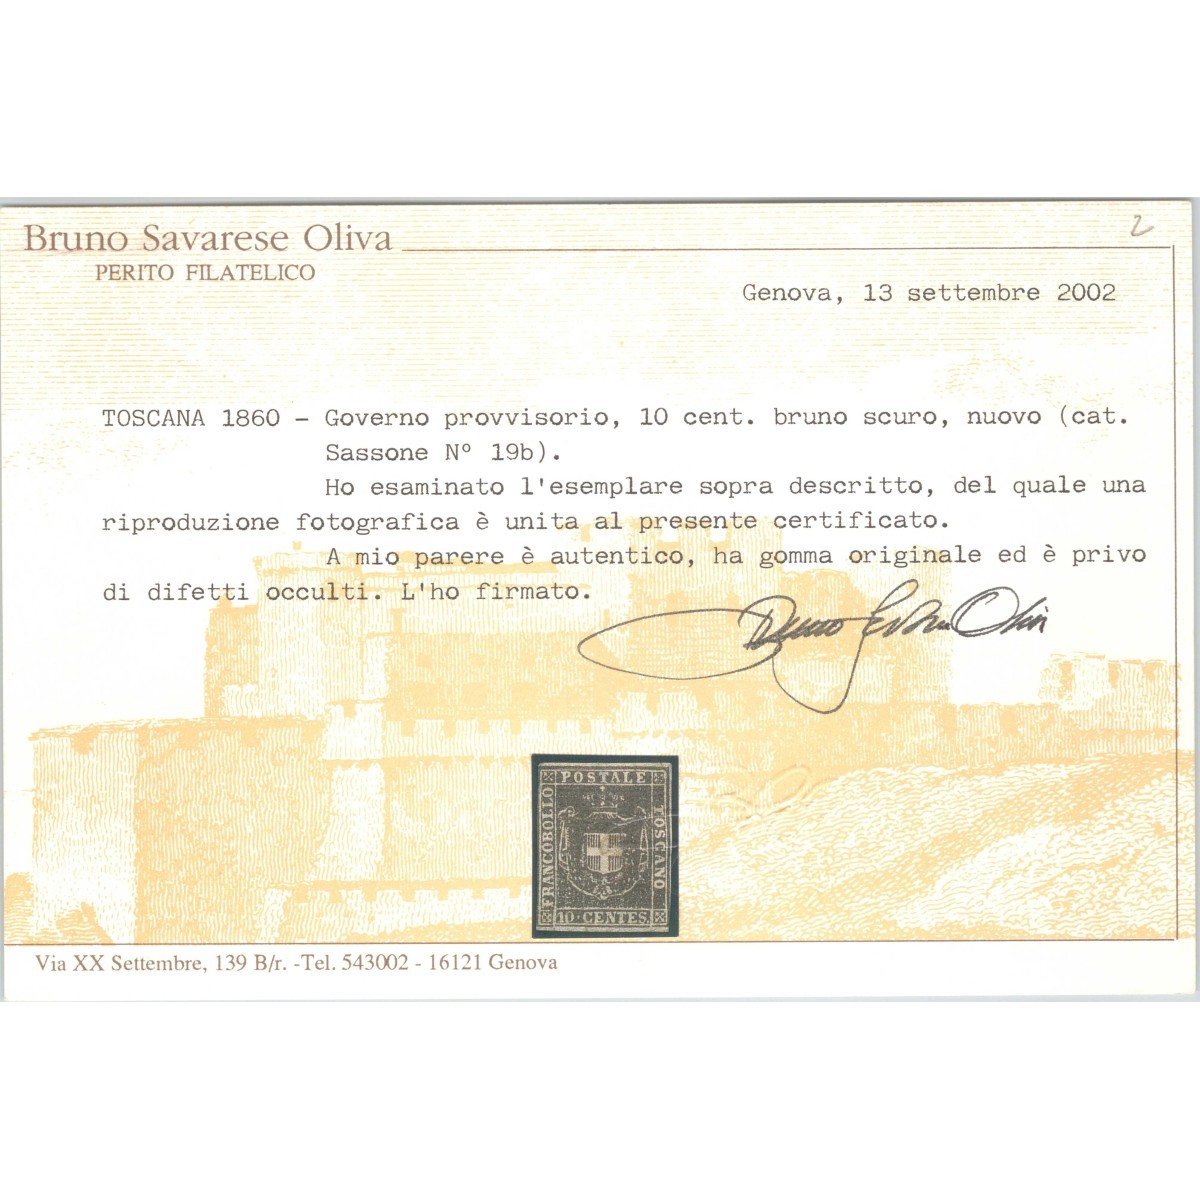 2
Bruno Savarese Oliva
PERITO FILATELICO
Genova, 13 settembre 2002
TOSCANA 1860 - Governo provvisorio, 10 cent. bruno scuro, nuovo (cat.
Sassone N° 19b).
Ho esaminato l'esemplare sopra descritto, del quale una
riproduzione fotografica è unita al presente certificato.
A mio parere è autentico, ha gomma originale ed è privo
di difetti occulti. L'ho firmato.
Bruno Savarese Oliva
POSTALE
FRANCOBOLLO
TOSCANO
10·CENTES.
Via XX Settembre, 139 B/r. -Tel. 543002 - 16121 Genova